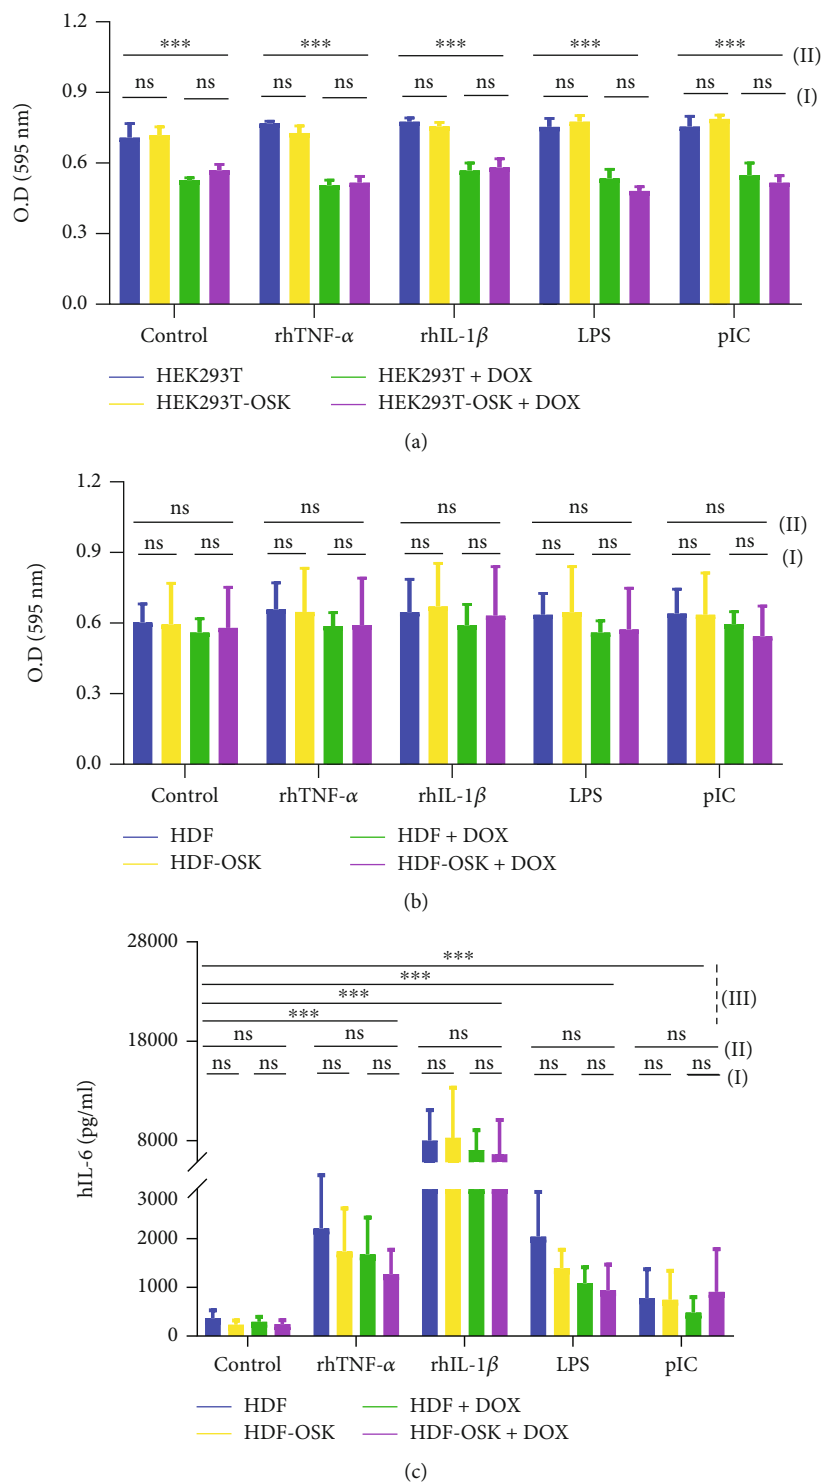 1.2
*** *** *** *** *** (II)
ns ns ns ns ns ns ns ns ns ns
0.9
(I)
0.6
0.3
0.0
O.D (595 nm)
Control rhTNF-α rhIL-1β LPS pIC
HEK293T HEK293T + DOX
HEK293T-OSK HEK293T-OSK + DOX
(a)
1.2
ns ns ns ns ns
(II)
0.9
ns ns ns ns ns ns ns ns ns ns (I)
0.6
0.3
0.0
O.D (595 nm)
Control rhTNF-α rhIL-1β LPS pIC
HDF HDF + DOX
HDF-OSK HDF-OSK + DOX
(b)
28000
***
***
*** (III)
***
18000
ns ns ns ns ns (II)
ns ns ns ns ns ns ns ns ns ns (I)
8000
3000
2000
1000
0
hIL-6 (pg/ml)
Control rhTNF-α rhIL-1β LPS pIC
HDF HDF + DOX
HDF-OSK HDF-OSK + DOX
(c)